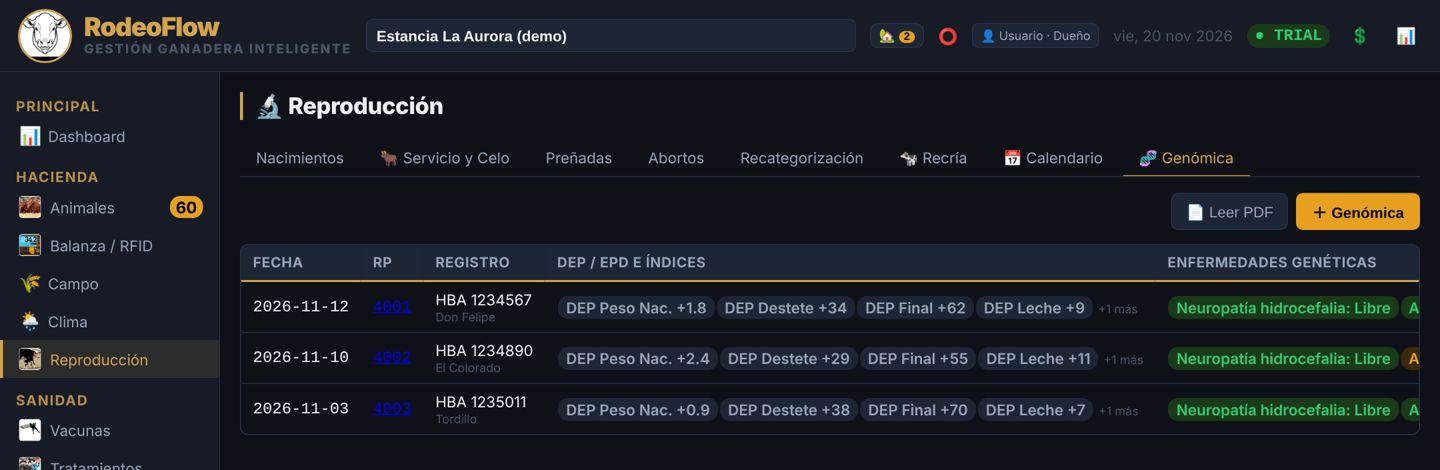 RodeoFlow
GESTIÓN GANADERA INTELIGENTE
Estancia La Aurora (demo)
2
Usuario · Dueño
vie, 20 nov 2026
TRIAL
PRINCIPAL
Dashboard
HACIENDA
Animales 60
Balanza / RFID
Campo
Clima
Reproducción
SANIDAD
Vacunas
Tratamientos
Reproducción
Nacimientos Servicio y Celo Preñadas Abortos Recategorización Recría Calendario Genómica
Leer PDF + Genómica
FECHA RP REGISTRO DEP / EPD E ÍNDICES ENFERMEDADES GENÉTICAS
2026-11-12 4001 HBA 1234567 DEP Peso Nac. +1.8 DEP Destete +34 DEP Final +62 DEP Leche +9 +1 más Neuropatía hidrocefalia: Libre A
Don Felipe
2026-11-10 4002 HBA 1234890 DEP Peso Nac. +2.4 DEP Destete +29 DEP Final +55 DEP Leche +11 +1 más Neuropatía hidrocefalia: Libre A
El Colorado
2026-11-03 4003 HBA 1235011 DEP Peso Nac. +0.9 DEP Destete +38 DEP Final +70 DEP Leche +7 +1 más Neuropatía hidrocefalia: Libre A
Tordillo